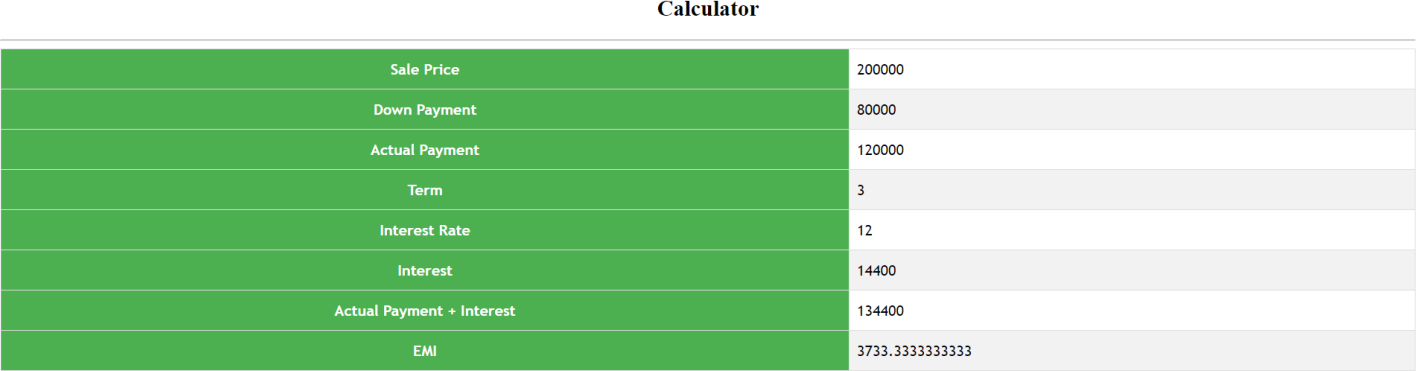 Calculator
Sale Price 200000
Down Payment 80000
Actual Payment 120000
Term 3
Interest Rate 12
Interest 14400
Actual Payment + Interest 134400
EMI 3733.3333333333